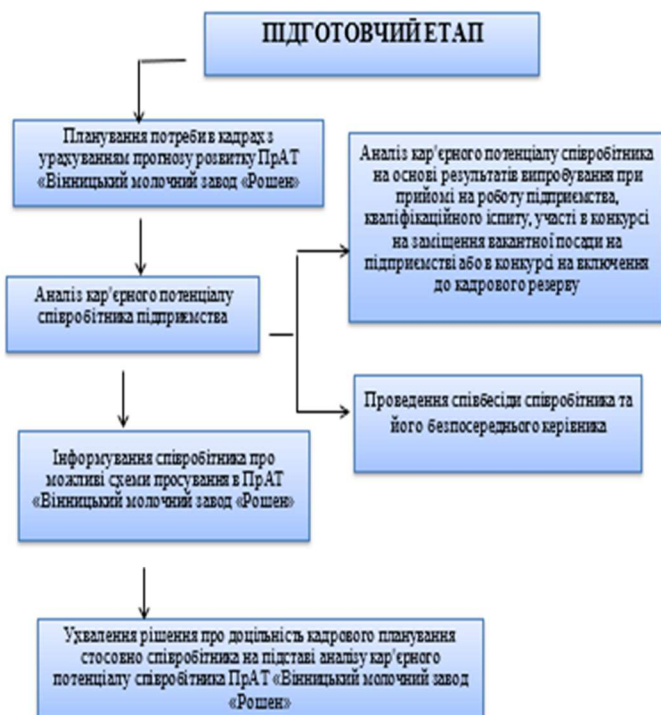 ПІДГОТОВЧИЙ ЕТАП
Планування потреби в кадрах з
урахуванням прогнозу розвитку ПрАТ
«Вінницький молочний завод «Рошен»
Аналіз кар'єрного потенціалу співробітника
на основі результатів випробування при
прийомі на роботу підприємства,
кваліфікаційного іспиту, участі в конкурсі
на заміщення вакантної посади на
підприємстві або в конкурсі на включення
до кадрового резерву
Аналіз кар'єрного потенціалу
співробітника підприємства
Проведення співбесіди співробітника та
його безпосереднього керівника
Інформування співробітника про
можливі схеми просування в ПрАТ
«Вінницький молочний завод «Рошен»
Ухвалення рішення про доцільність кадрового планування
стосовно співробітника на підставі аналізу кар'єрного
потенціалу співробітника ПрАТ «Вінницький молочний завод
«Рошен»